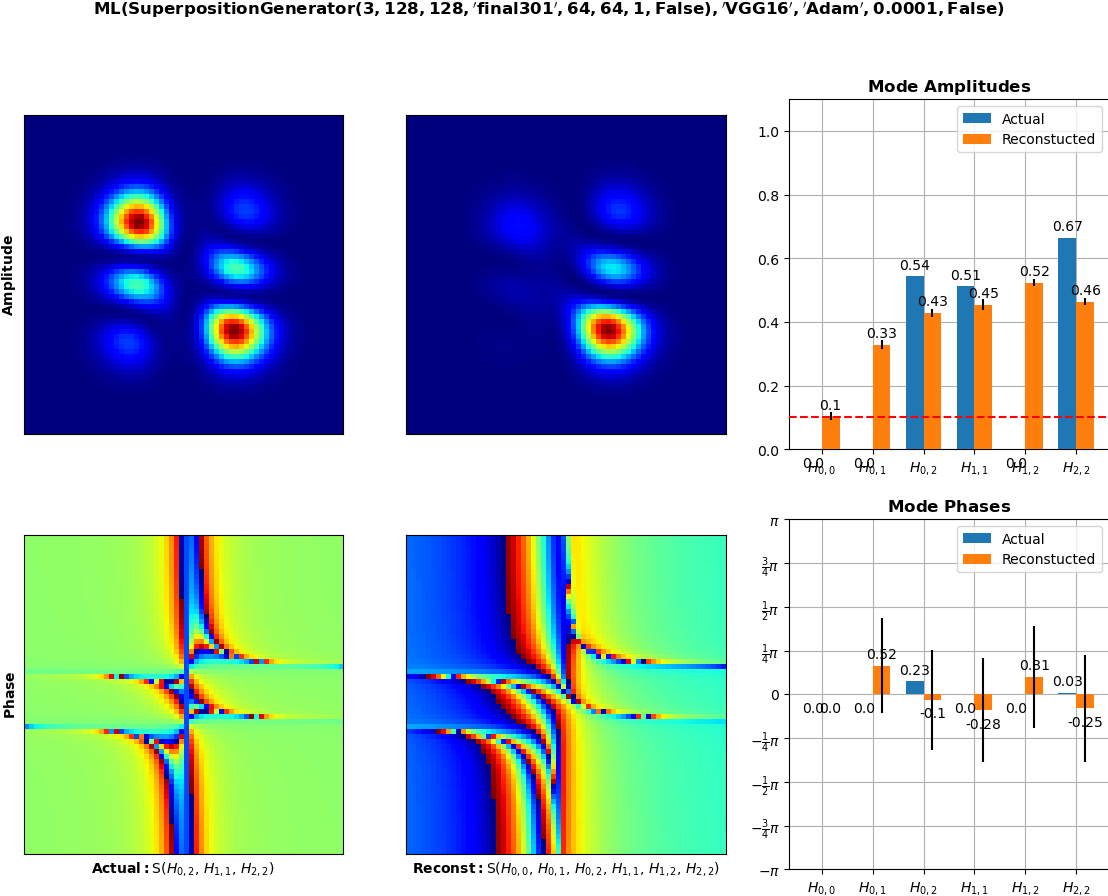 ML(SuperpositionGenerator(3, 128, 128, ′final301′, 64, 64, 1, False), ′VGG16′, ′Adam′, 0.0001, False)
Amplitude
Mode Amplitudes
Actual
Reconstucted
1.0
0.8
0.6
0.4
0.2
0.0
0.0
0.1
0.0
0.33
0.54
0.43
0.51
0.45
0.0
0.52
0.67
0.46
H0,0 H0,1 H0,2 H1,1 H1,2 H2,2
Phase
Actual: S(H0,2, H1,1, H2,2)
Reconst: S(H0,0, H0,1, H0,2, H1,1, H1,2, H2,2)
Mode Phases
Actual
Reconstucted
π
3/4π
1/2π
1/4π
0
−1/4π
−1/2π
−3/4π
−π
0.0
0.0
0.0
0.52
0.23
-0.1
0.0
-0.28
0.0
0.31
0.03
-0.25
H0,0 H0,1 H0,2 H1,1 H1,2 H2,2